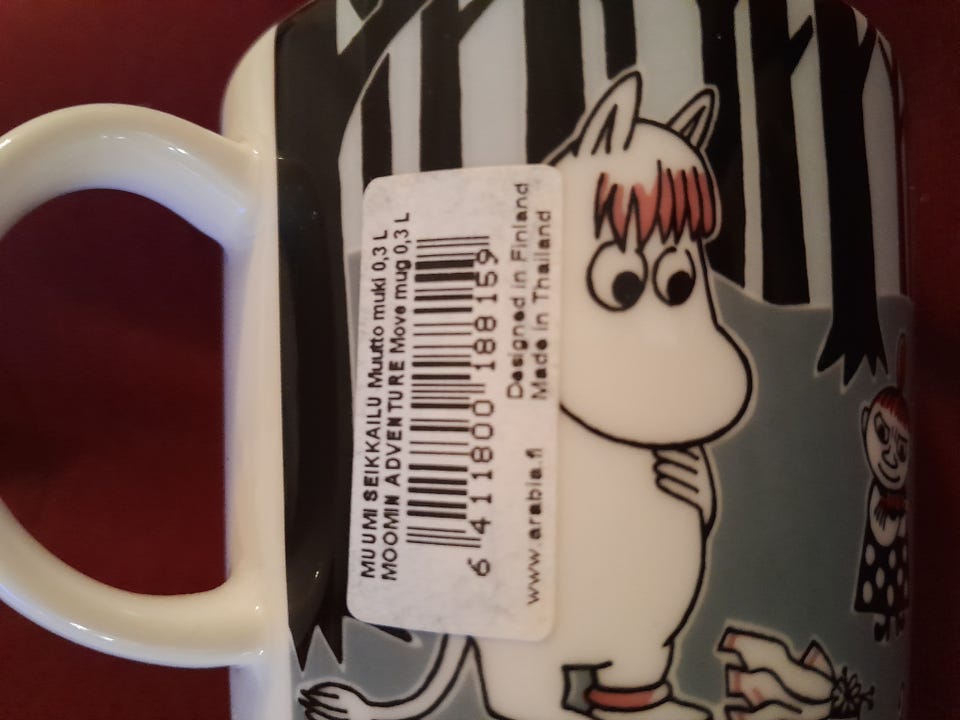 MUUMI SEIKKAILU Muutto muki 0,3 L
MOOMIN ADVENTURE Move mug 0,3 L
6 411800 188159
Designed in Finland
www.arabia.fi Made in Thailand